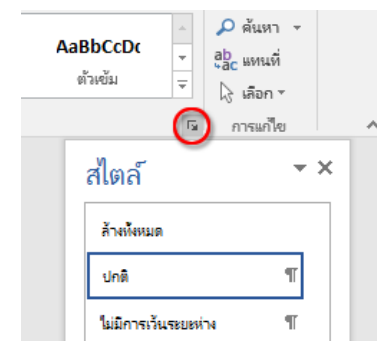 ค้นหา
AaBbCcDc
แทนที่
ตัวเข้ม
เลือก
การแก้ไข
สไตล์
ล้างทั้งหมด
ปกติ
ไม่มีการเว้นระยะห่าง